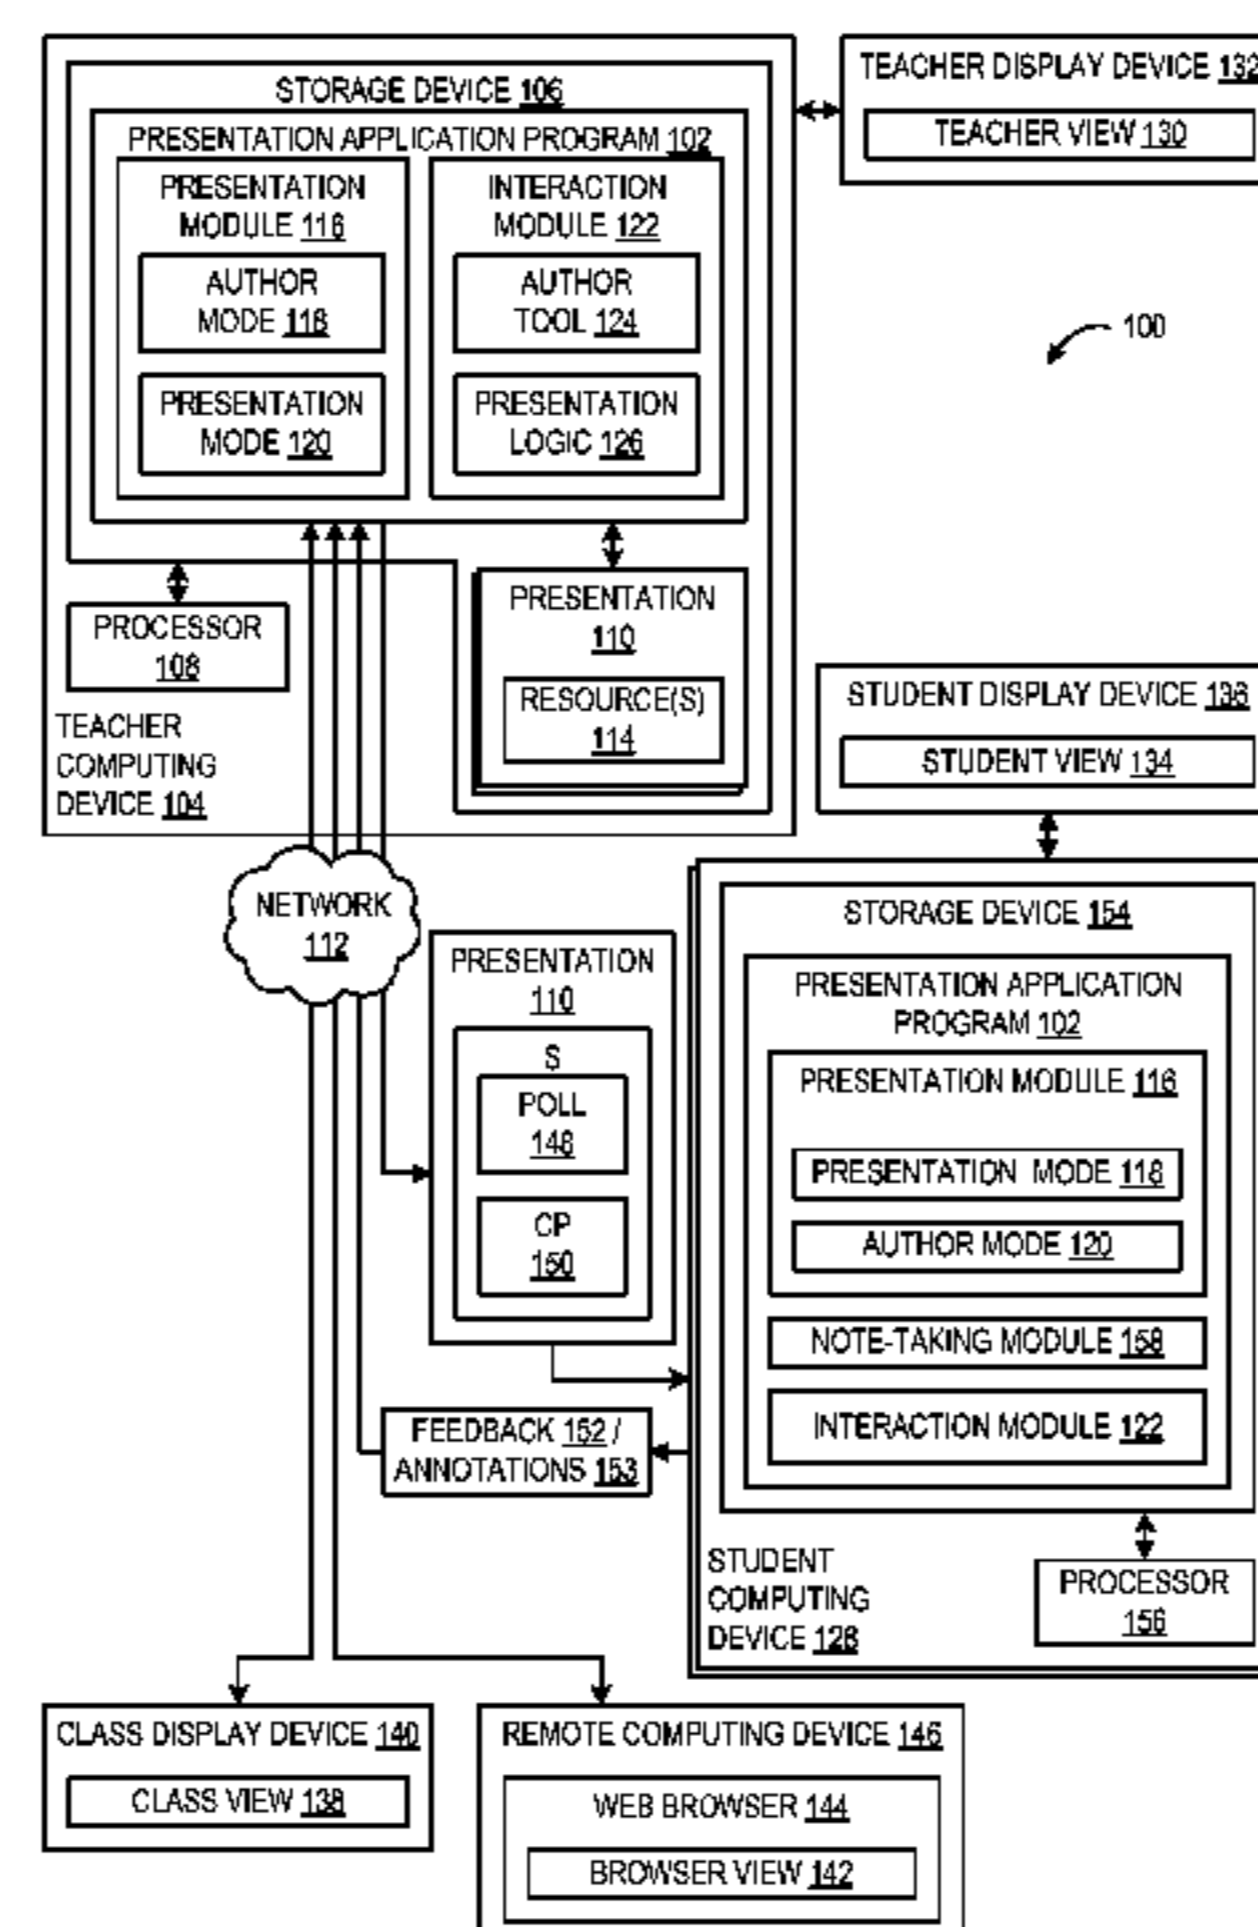 STORAGE DEVICE 106
PRESENTATION APPLICATION PROGRAM 102
PRESENTATION
MODULE 116
AUTHOR
MODE 118
PRESENTATION
MODE 120
INTERACTION
MODULE 122
AUTHOR
TOOL 124
PRESENTATION
LOGIC 126
TEACHER DISPLAY DEVICE 132
TEACHER VIEW 130
100
PROCESSOR
108
PRESENTATION
110
RESOURCE(S)
114
TEACHER
COMPUTING
DEVICE 104
STUDENT DISPLAY DEVICE 136
STUDENT VIEW 134
NETWORK
112
PRESENTATION
110
S
POLL
148
CP
150
STORAGE DEVICE 154
PRESENTATION APPLICATION
PROGRAM 102
PRESENTATION MODULE 116
PRESENTATION MODE 118
AUTHOR MODE 120
NOTE-TAKING MODULE 158
INTERACTION MODULE 122
FEEDBACK 152 /
ANNOTATIONS 153
STUDENT
COMPUTING
DEVICE 128
PROCESSOR
156
CLASS DISPLAY DEVICE 140
CLASS VIEW 138
REMOTE COMPUTING DEVICE 146
WEB BROWSER 144
BROWSER VIEW 142